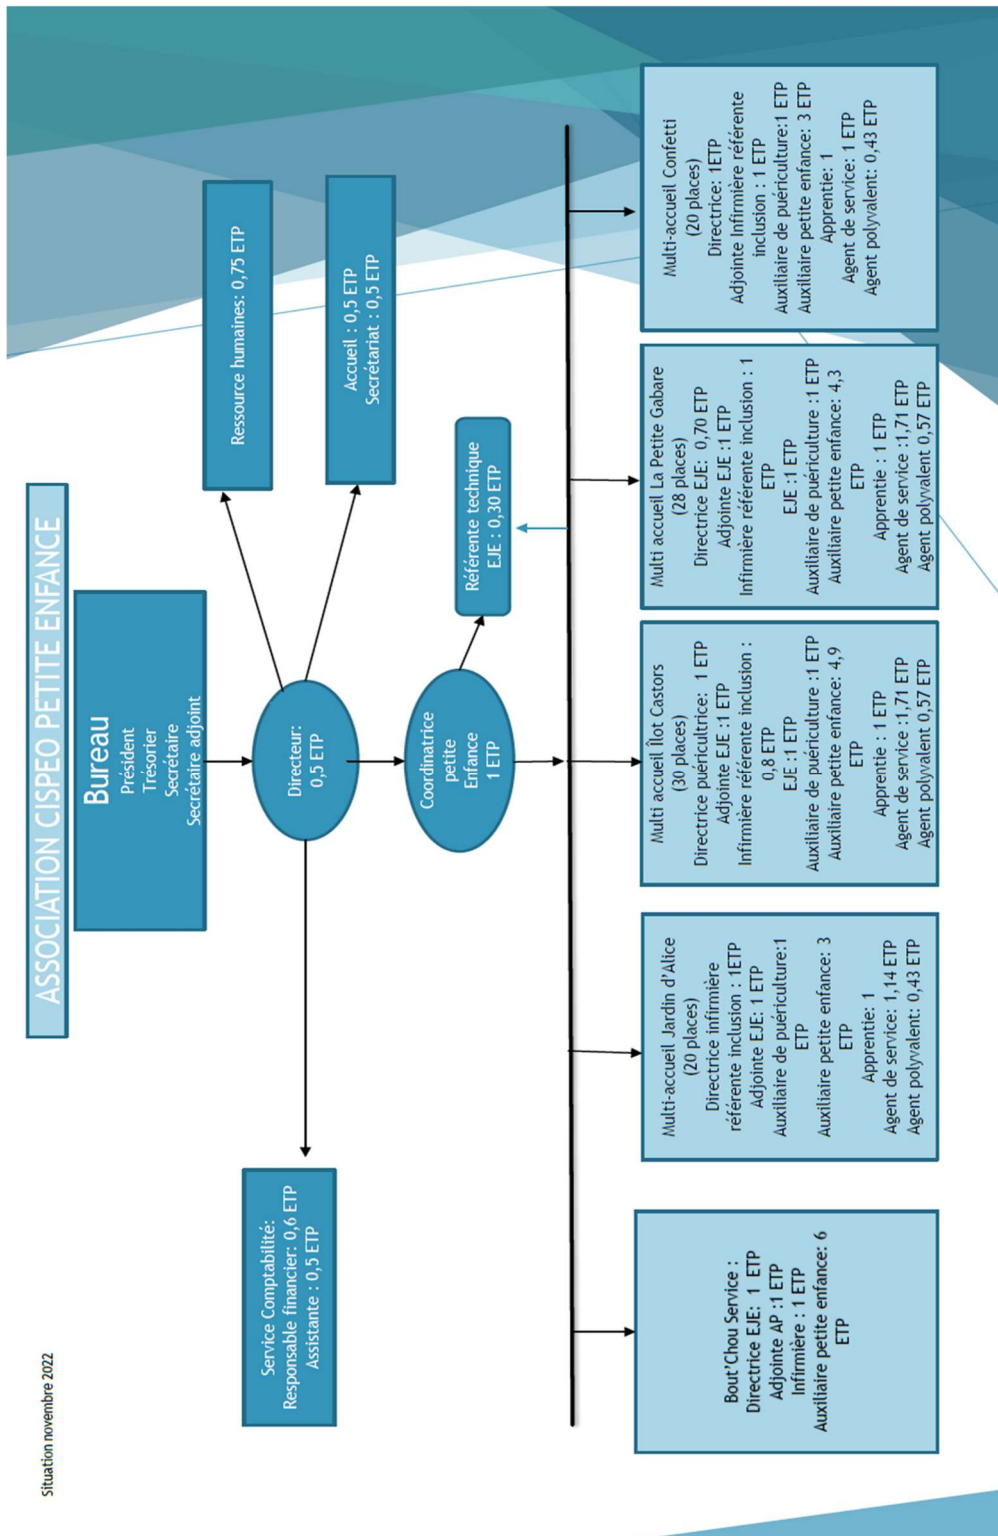 Situation novembre 2022
ASSOCIATION CISPEO PETITE ENFANCE
Bureau
Président
Trésorier
Secrétaire
Secrétaire adjoint
Ressource humaines: 0,75 ETP
Directeur:
0,5 ETP
Accueil : 0,5 ETP
Secrétariat : 0,5 ETP
Service Comptabilité:
Responsable financier: 0,6 ETP
Assistante : 0,5 ETP
Coordinatrice
petite
Enfance
1 ETP
Référente technique
EJE : 0,30 ETP
Bout'Chou Service :
Directrice EJE: 1 ETP
Adjointe AP :1 ETP
Infirmière : 1 ETP
Auxiliaire petite enfance: 6
ETP
Multi-accueil Jardin d'Alice
(20 places)
Directrice infirmière
référente inclusion : 1ETP
Adjointe EJE: 1 ETP
Auxiliaire de puériculture:1
ETP
Auxiliaire petite enfance: 3
ETP
Apprentie: 1
Agent de service: 1,14 ETP
Agent polyvalent: 0,43 ETP
Multi accueil Îlot Castors
(30 places)
Directrice puéricultrice: 1 ETP
Adjointe EJE :1 ETP
Infirmière référente inclusion :
0,8 ETP
EJE :1 ETP
Auxiliaire de puériculture :1 ETP
Auxiliaire petite enfance: 4,9
ETP
Apprentie : 1 ETP
Agent de service :1,71 ETP
Agent polyvalent 0,57 ETP
Multi accueil La Petite Gabare
(28 places)
Directrice EJE: 0,70 ETP
Adjointe EJE :1 ETP
Infirmière référente inclusion : 1
ETP
EJE :1 ETP
Auxiliaire de puériculture :1 ETP
Auxiliaire petite enfance: 4,3
ETP
Apprentie : 1 ETP
Agent de service :1,71 ETP
Agent polyvalent 0,57 ETP
Multi-accueil Confetti
(20 places)
Directrice: 1ETP
Adjointe Infirmière référente
inclusion : 1 ETP
Auxiliaire de puériculture:1 ETP
Auxiliaire petite enfance: 3 ETP
Apprentie: 1
Agent de service: 1 ETP
Agent polyvalent: 0,43 ETP